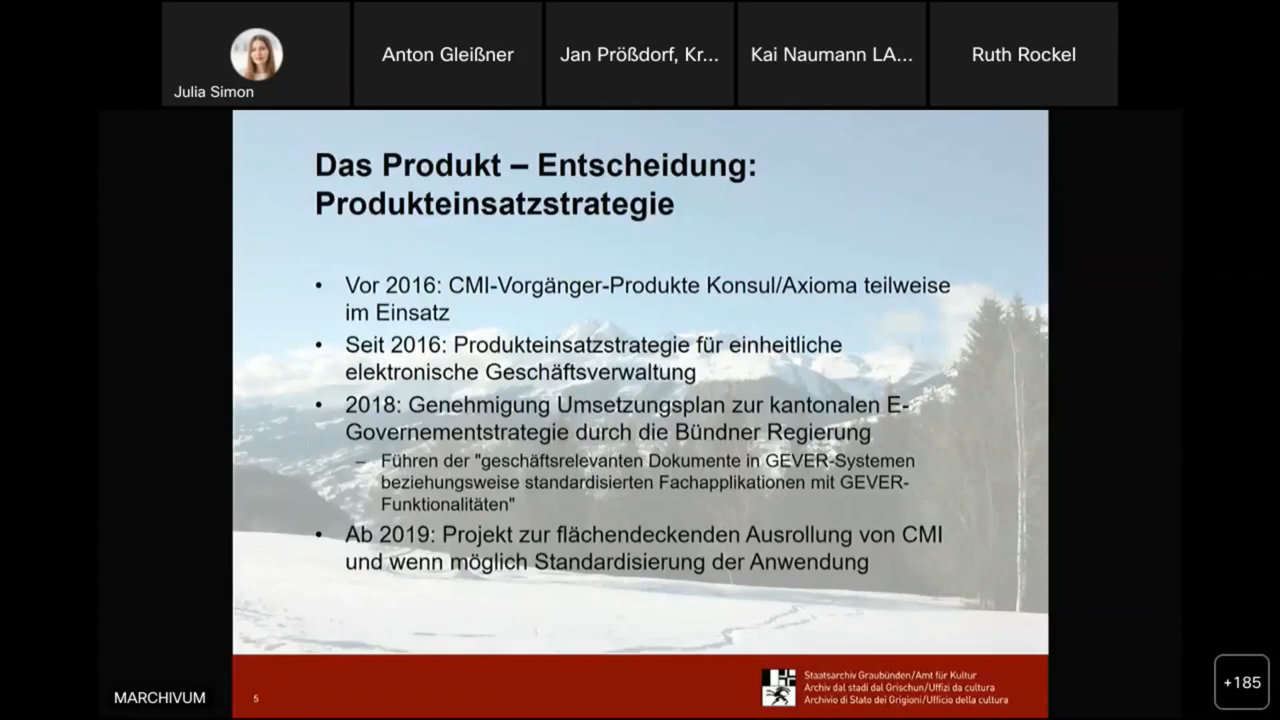 Julia Simon
Anton Gleißner
Jan Prößdorf, Kr...
Kai Naumann LA...
Ruth Rockel
Das Produkt – Entscheidung:
Produkteinsatzstrategie
• Vor 2016: CMI-Vorgänger-Produkte Konsul/Axioma teilweise
im Einsatz
• Seit 2016: Produkteinsatzstrategie für einheitliche
elektronische Geschäftsverwaltung
• 2018: Genehmigung Umsetzungsplan zur kantonalen E-
Governementstrategie durch die Bündner Regierung
– Führen der "geschäftsrelevanten Dokumente in GEVER-Systemen
beziehungsweise standardisierten Fachapplikationen mit GEVER-
Funktionalitäten"
• Ab 2019: Projekt zur flächendeckenden Ausrollung von CMI
und wenn möglich Standardisierung der Anwendung
MARCHIVUM
5
Staatsarchiv Graubünden/Amt für Kultur
Archiv dal stadi dal Grischun/Uffizi da cultura
Archivio di Stato dei Grigioni/Ufficio della cultura
+185